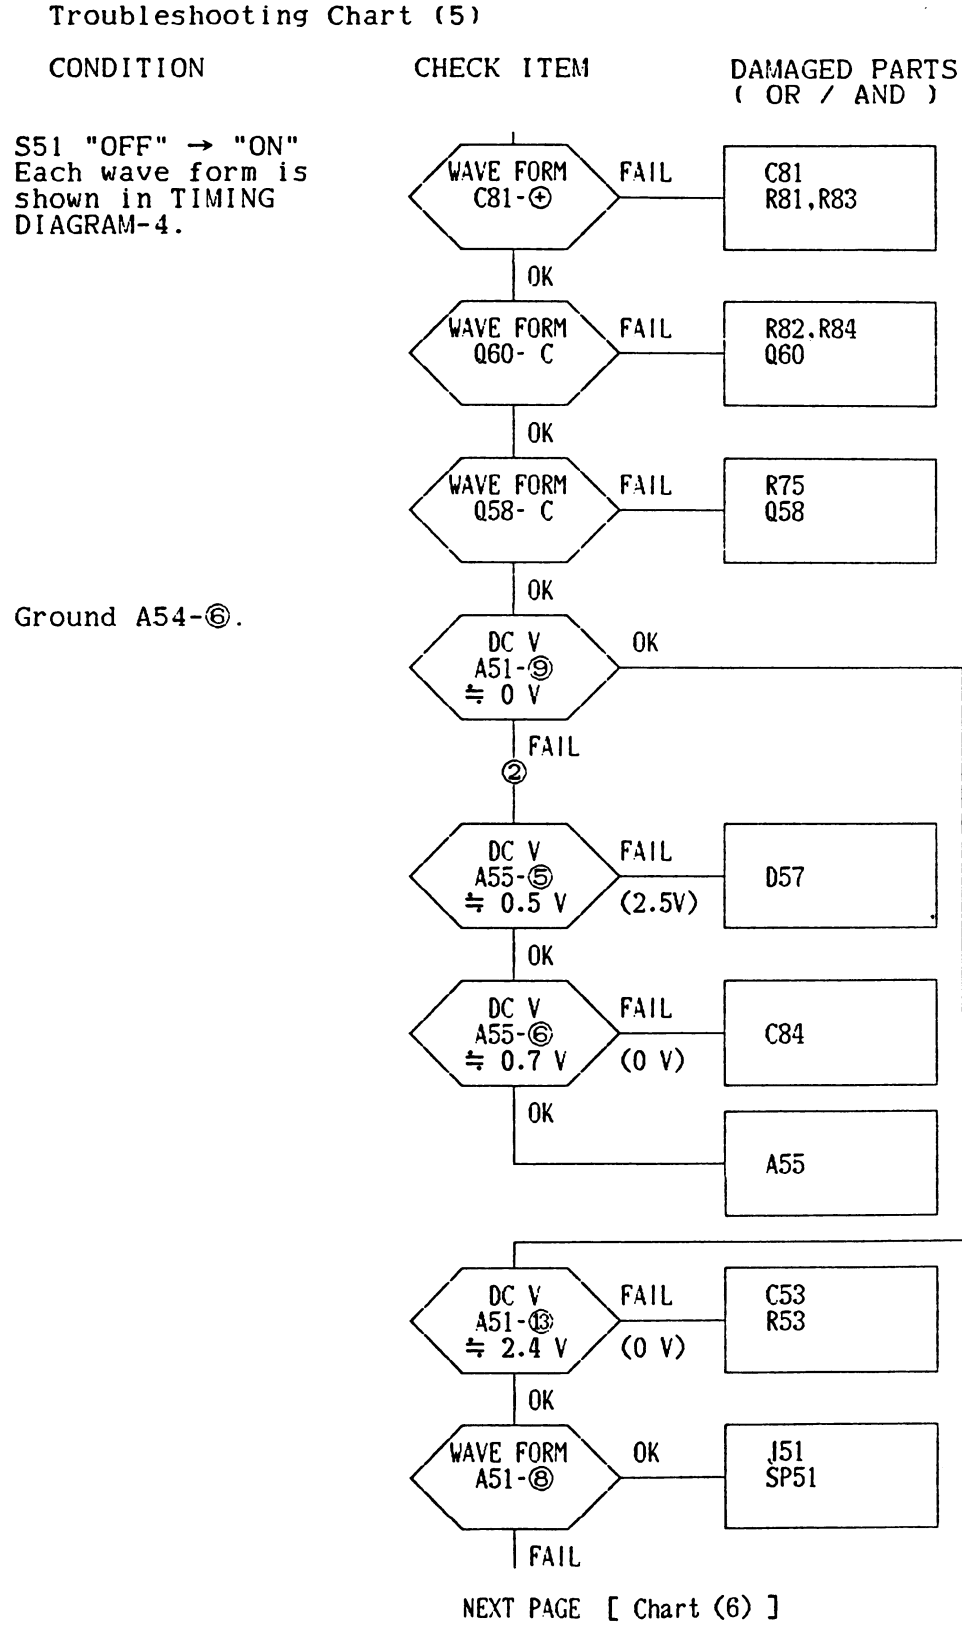 Troubleshooting Chart (5)
CONDITION
CHECK ITEM
DAMAGED PARTS
( OR / AND )
S51 "OFF" → "ON"
Each wave form is
shown in TIMING
DIAGRAM-4.
WAVE FORM
C81-⊕
FAIL
C81
R81,R83
OK
WAVE FORM
Q60- C
FAIL
R82.R84
Q60
OK
WAVE FORM
Q58- C
FAIL
R75
Q58
OK
Ground A54-⑥.
DC V
A51-⑨
≒ 0 V
OK
FAIL
②
DC V
A55-⑤
≒ 0.5 V
FAIL
(2.5V)
D57
OK
DC V
A55-⑥
≒ 0.7 V
FAIL
(0 V)
C84
OK
A55
DC V
A51-⑬
≒ 2.4 V
FAIL
(0 V)
C53
R53
OK
WAVE FORM
A51-⑧
OK
J51
SP51
FAIL
NEXT PAGE [ Chart (6) ]